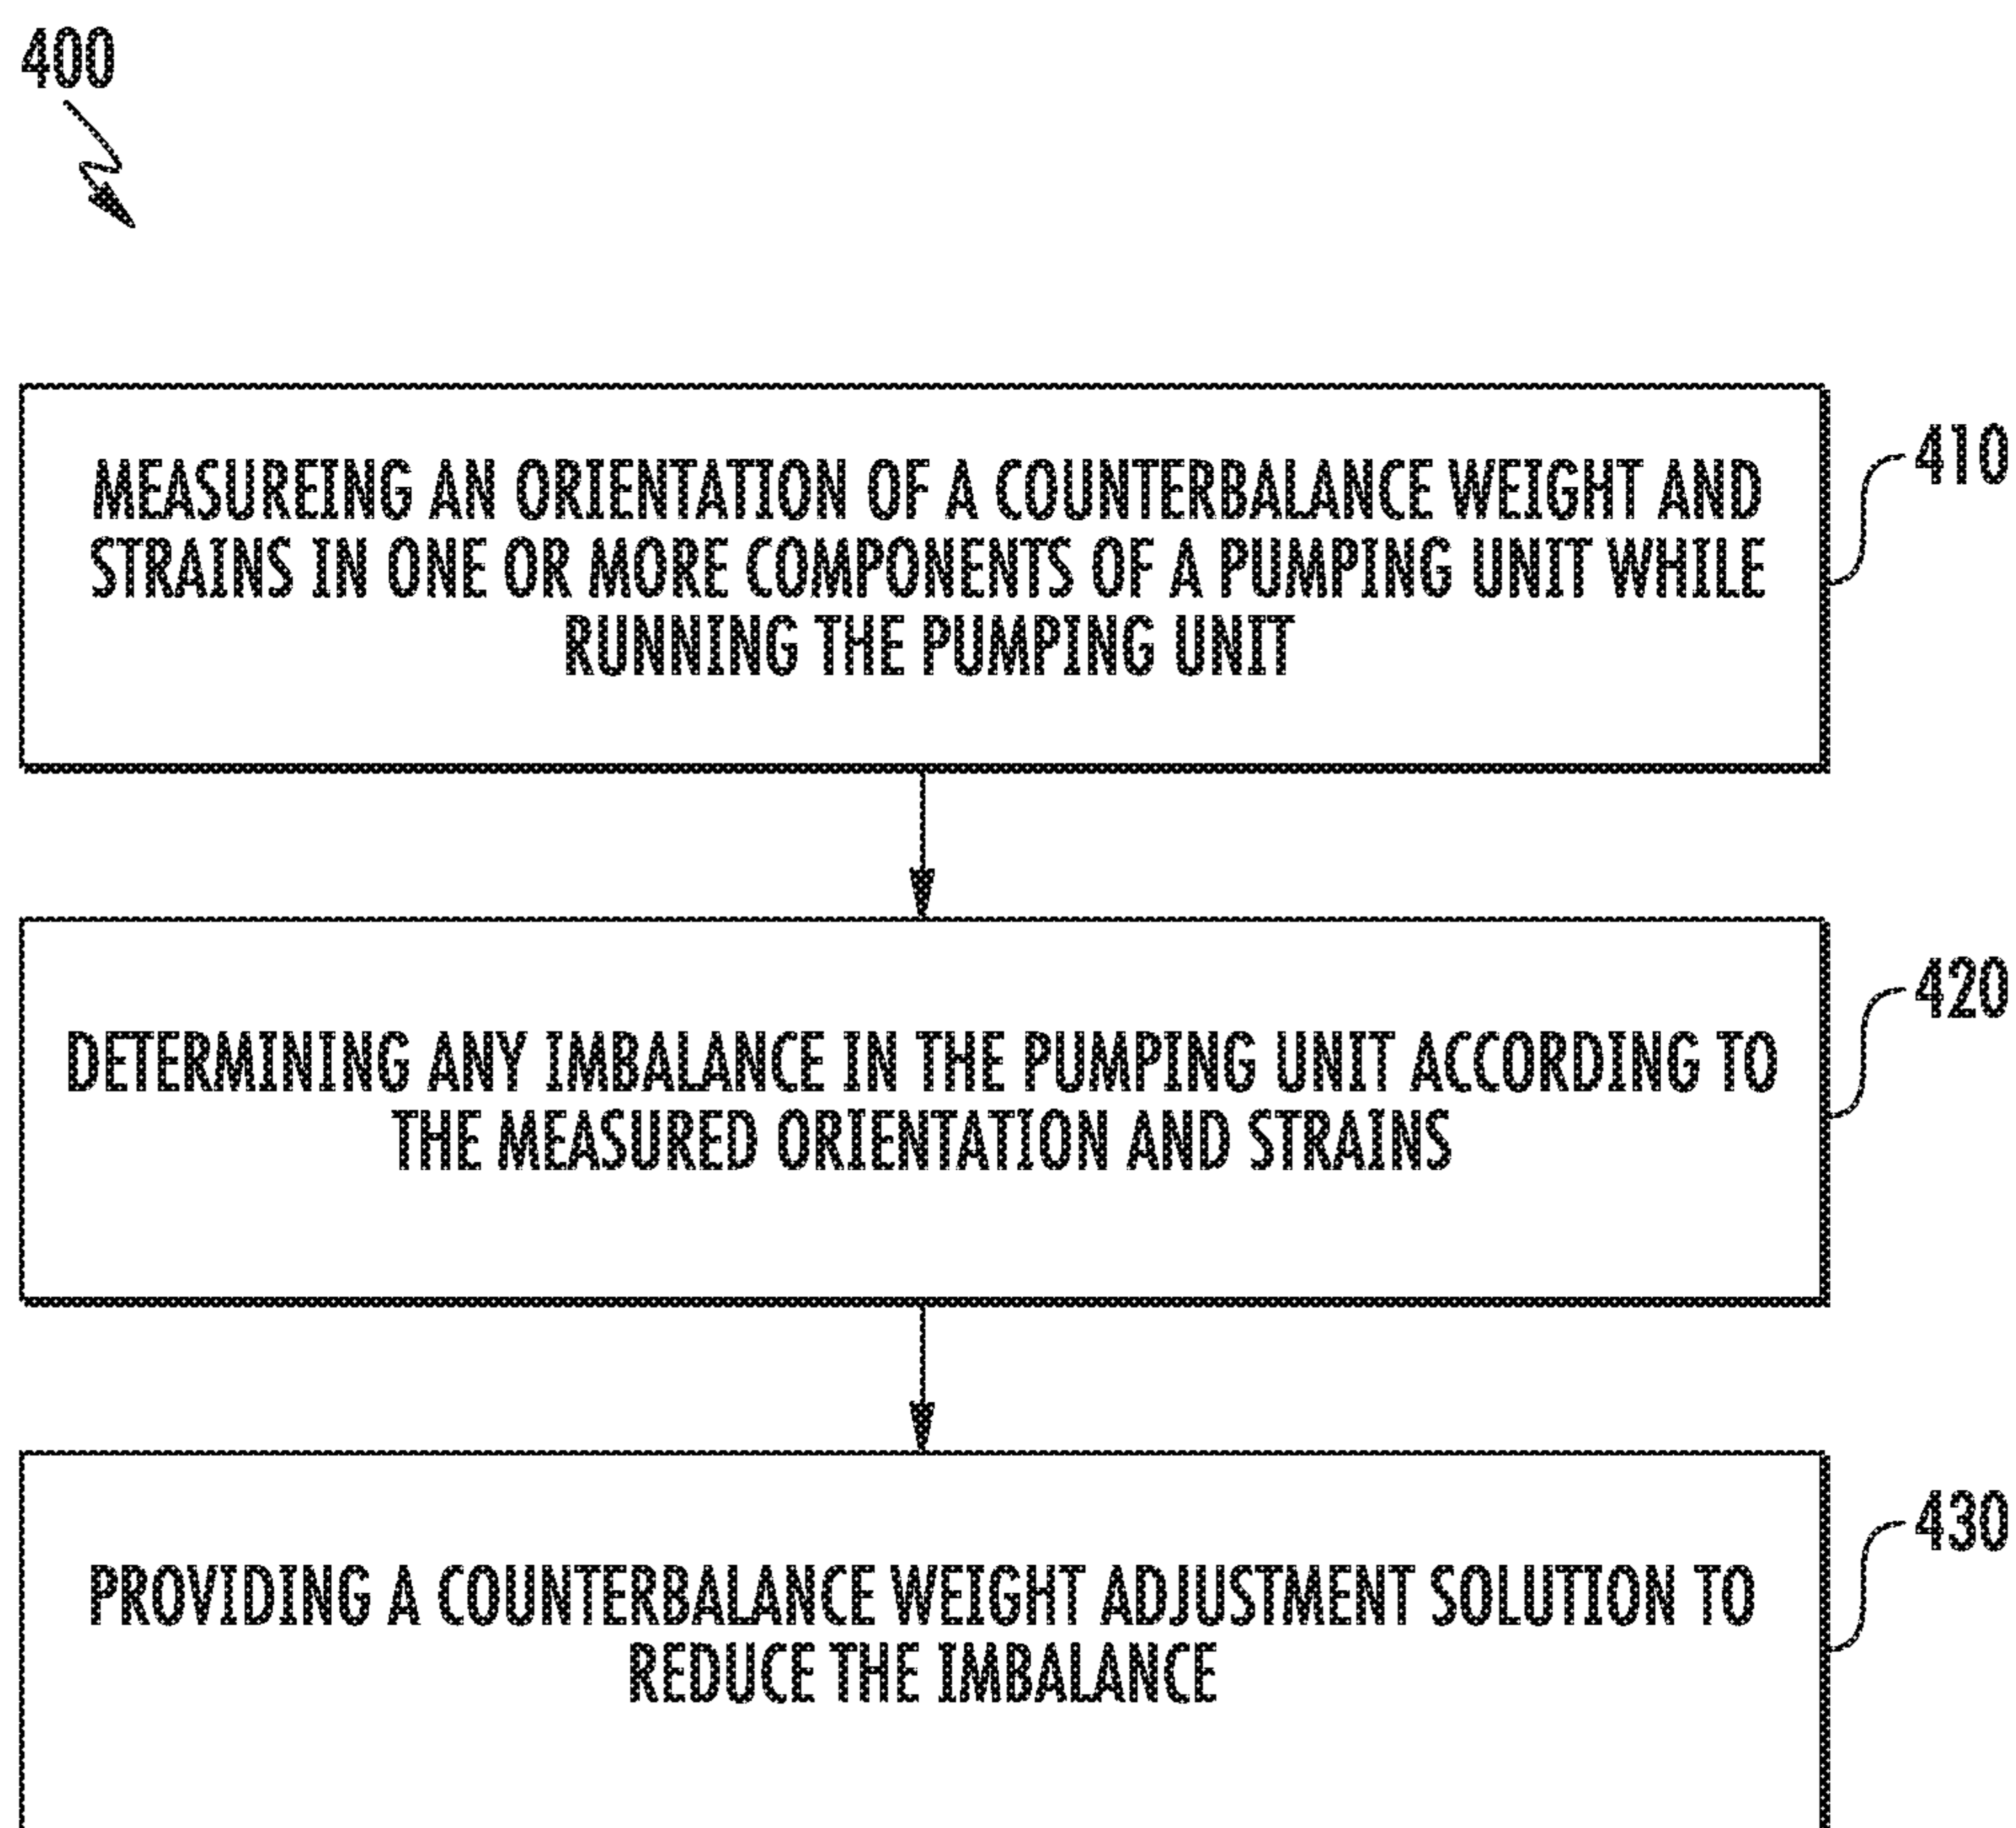 400
MEASUREING AN ORIENTATION OF A COUNTERBALANCE WEIGHT AND
STRAINS IN ONE OR MORE COMPONENTS OF A PUMPING UNIT WHILE
RUNNING THE PUMPING UNIT
410
DETERMINING ANY IMBALANCE IN THE PUMPING UNIT ACCORDING TO
THE MEASURED ORIENTATION AND STRAINS
420
PROVIDING A COUNTERBALANCE WEIGHT ADJUSTMENT SOLUTION TO
REDUCE THE IMBALANCE
430